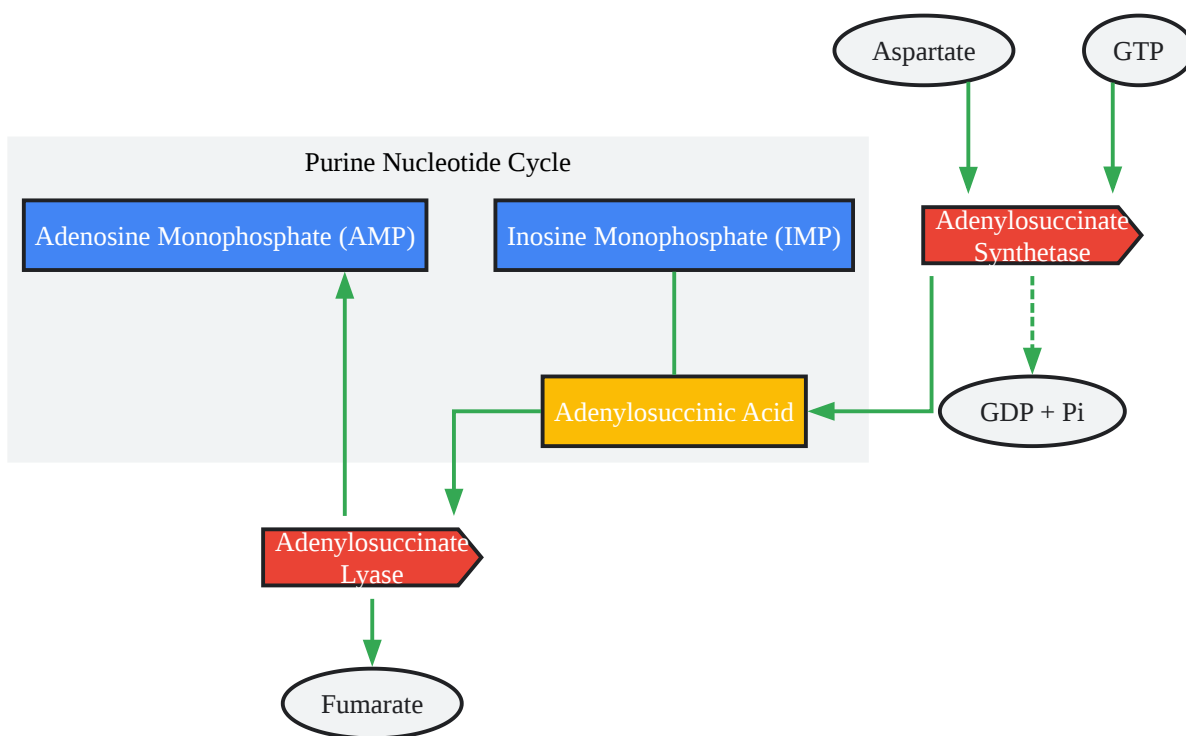 Aspartate
GTP
Purine Nucleotide Cycle
Adenosine Monophosphate (AMP)
Inosine Monophosphate (IMP)
Adenylosuccinate
Synthetase
Adenylosuccinic Acid
GDP + Pi
Adenylosuccinate
Lyase
Fumarate